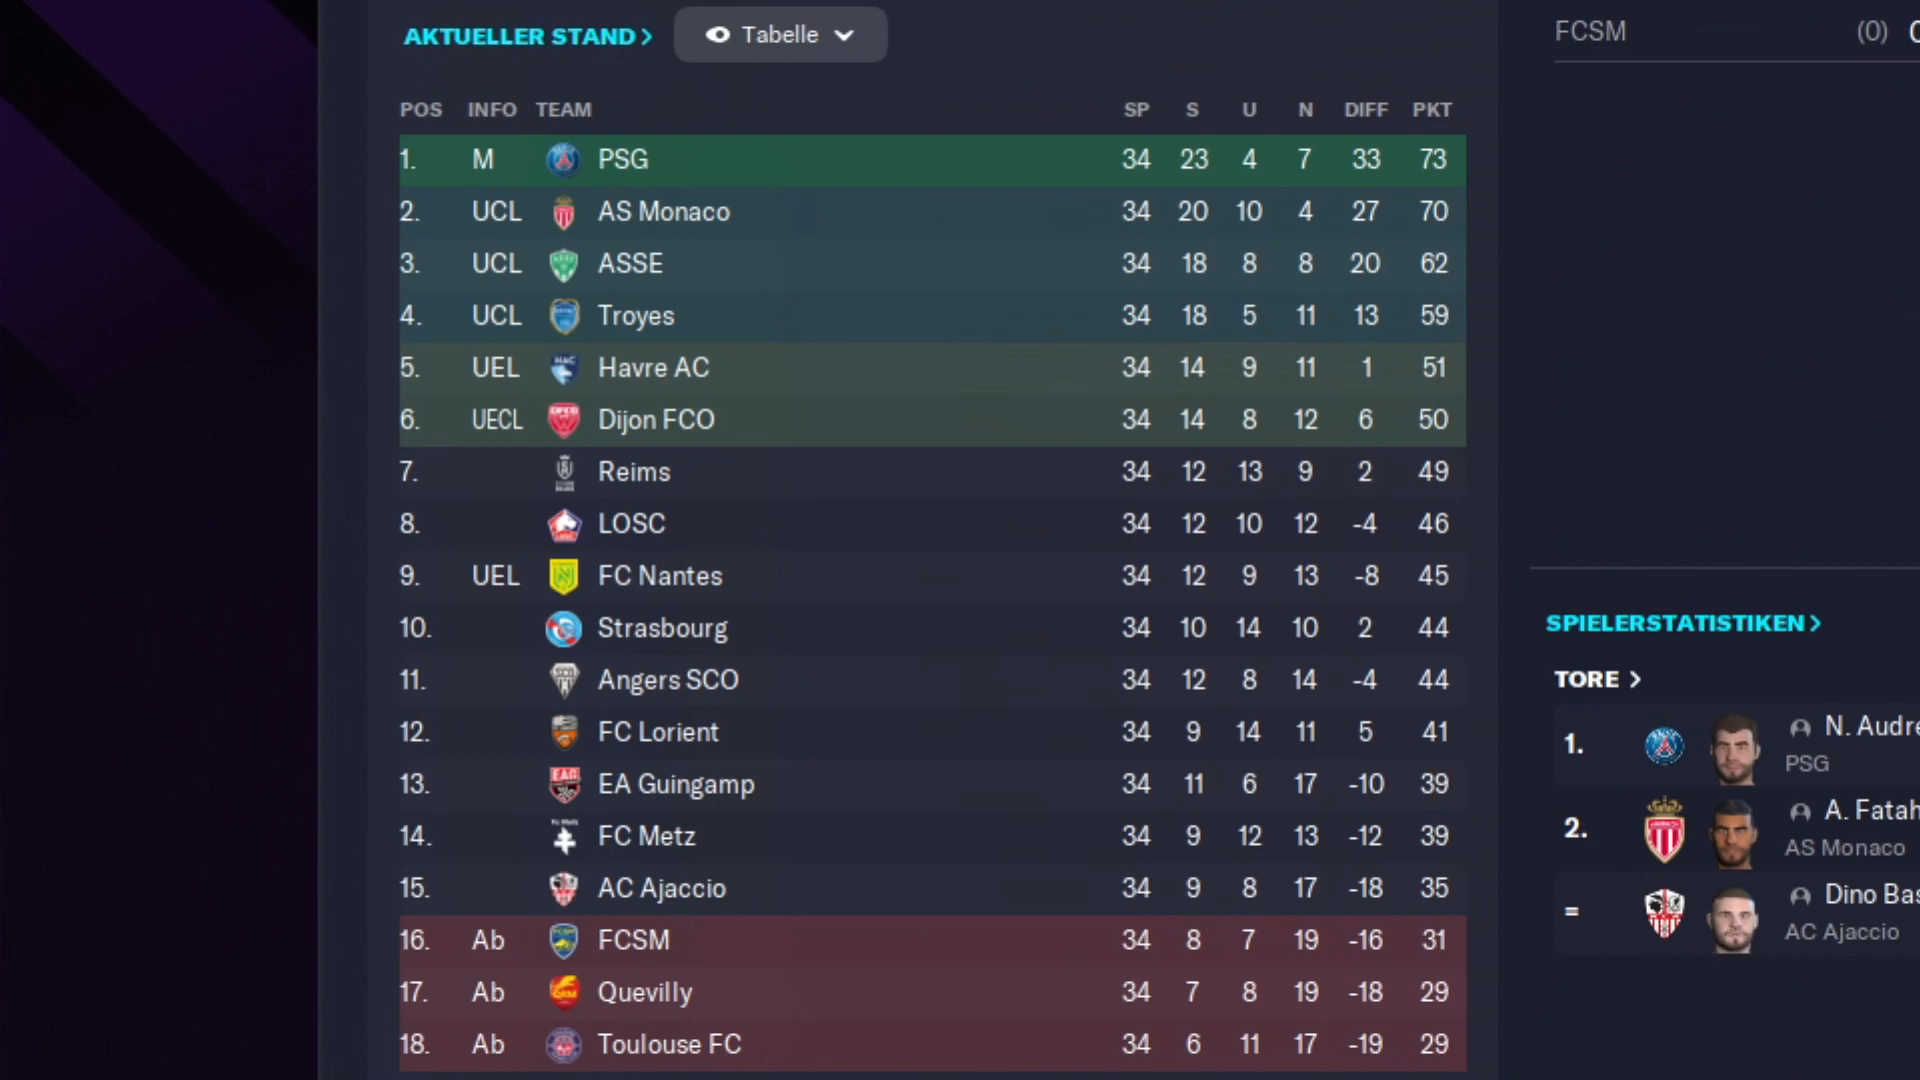 AKTUELLER STAND > Tabelle
FCSM (0)
POS INFO TEAM SP S U N DIFF PKT
1. M PSG 34 23 4 7 33 73
2. UCL AS Monaco 34 20 10 4 27 70
3. UCL ASSE 34 18 8 8 20 62
4. UCL Troyes 34 18 5 11 13 59
5. UEL Havre AC 34 14 9 11 1 51
6. UECL Dijon FCO 34 14 8 12 6 50
7. Reims 34 12 13 9 2 49
8. LOSC 34 12 10 12 -4 46
9. UEL FC Nantes 34 12 9 13 -8 45
10. Strasbourg 34 10 14 10 2 44
11. Angers SCO 34 12 8 14 -4 44
12. FC Lorient 34 9 14 11 5 41
13. EA Guingamp 34 11 6 17 -10 39
14. FC Metz 34 9 12 13 -12 39
15. AC Ajaccio 34 9 8 17 -18 35
16. Ab FCSM 34 8 7 19 -16 31
17. Ab Quevilly 34 7 8 19 -18 29
18. Ab Toulouse FC 34 6 11 17 -19 29
SPIELERSTATISTIKEN >
TORE >
1. N. Audre
PSG
2. A. Fatah
AS Monaco
= Dino Bas
AC Ajaccio